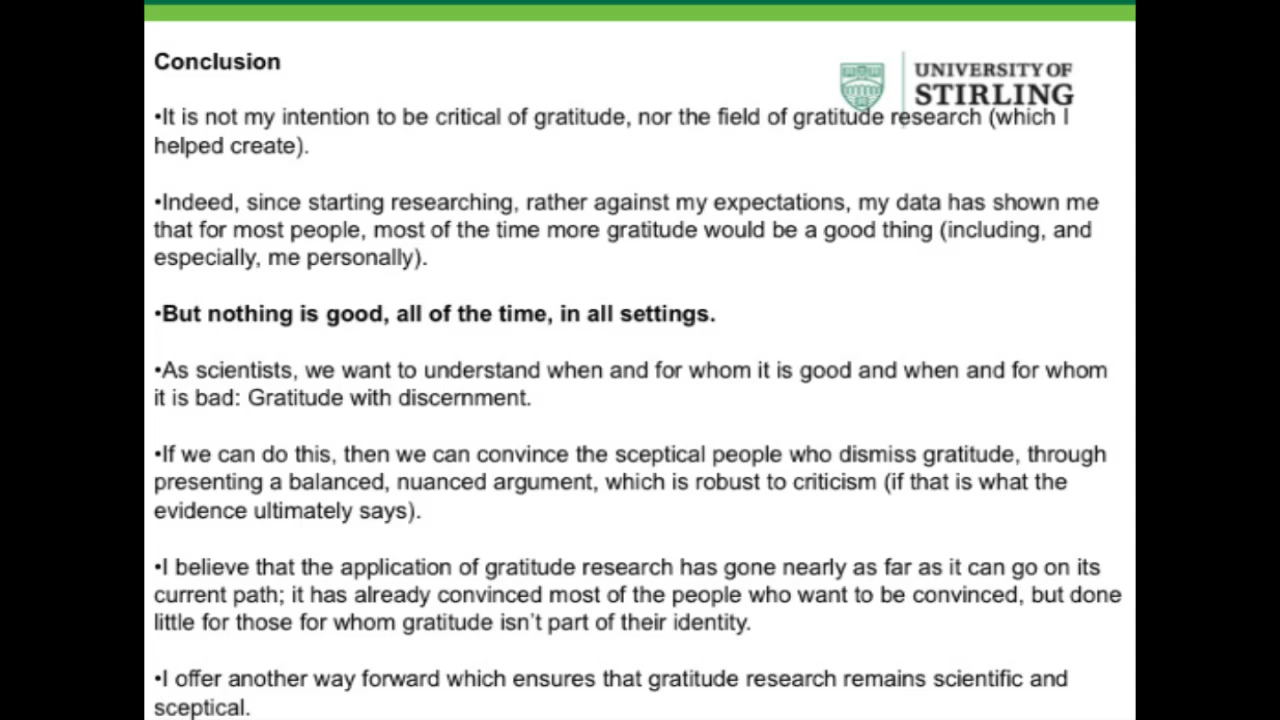 Conclusion
UNIVERSITY OF
STIRLING
•It is not my intention to be critical of gratitude, nor the field of gratitude research (which I
helped create).
•Indeed, since starting researching, rather against my expectations, my data has shown me
that for most people, most of the time more gratitude would be a good thing (including, and
especially, me personally).
•But nothing is good, all of the time, in all settings.
•As scientists, we want to understand when and for whom it is good and when and for whom
it is bad: Gratitude with discernment.
•If we can do this, then we can convince the sceptical people who dismiss gratitude, through
presenting a balanced, nuanced argument, which is robust to criticism (if that is what the
evidence ultimately says).
•I believe that the application of gratitude research has gone nearly as far as it can go on its
current path; it has already convinced most of the people who want to be convinced, but done
little for those for whom gratitude isn't part of their identity.
•I offer another way forward which ensures that gratitude research remains scientific and
sceptical.